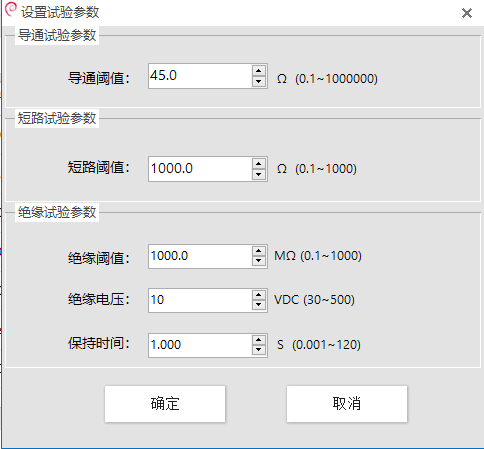 设置试验参数
导通试验参数
导通阈值： 45.0 Ω (0.1~1000000)
短路试验参数
短路阈值： 1000.0 Ω (0.1~1000)
绝缘试验参数
绝缘阈值： 1000.0 MΩ (0.1~1000)
绝缘电压： 10 VDC (30~500)
保持时间： 1.000 S (0.001~120)
确定 取消